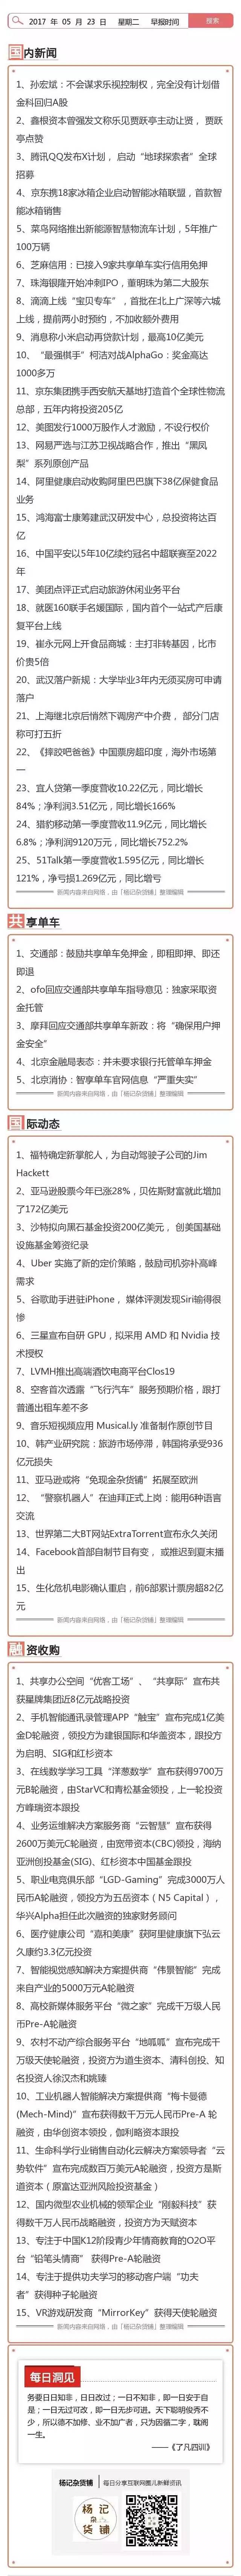 2017 年 05 月 23 日 星期二 早报时间 搜索
国内新闻
1、孙宏斌：不会谋求乐视控制权，完全没有计划借
金科回归A股
2、鑫根资本曾强发文称乐见贾跃亭主动让贤， 贾跃
亭点赞
3、腾讯QQ发布X计划， 启动“地球探索者”全球
招募
4、京东携18家冰箱企业启动智能冰箱联盟，首款智
能冰箱销售
5、菜鸟网络推出新能源智慧物流车计划，5年推广
100万辆
6、芝麻信用：已接入9家共享单车实行信用免押
7、珠海银隆开始冲刺IPO，董明珠为第二大股东
8、滴滴上线“宝贝专车” ，首批在北上广深等六城
上线，提前两小时预约，不加收额外费用
9、消息称小米启动再贷款计划，最高10亿美元
10、“最强棋手”柯洁对战AlphaGo：奖金高达
1000多万
11、京东集团携手西安航天基地打造首个全球性物流
总部，五年内将投资205亿
12、美图发行1000万股作人才激励，不设行权价
13、网易严选与江苏卫视战略合作，推出“黑凤
梨”系列原创产品
14、阿里健康启动收购阿里巴巴旗下38亿保健食品
业务
15、鸿海富士康筹建武汉研发中心，总投资将达百
亿
16、中国平安以5年10亿续约冠名中超联赛至2022
年
17、美团点评正式启动旅游休闲业务平台
18、就医160联手名媛国际，国内首个一站式产后康
复平台上线
19、崔永元网上开食品商城：主打非转基因，比市
价贵5倍
20、武汉落户新规：大学毕业3年内无须买房可申请
落户
21、上海继北京后悄然下调房产中介费， 部分门店
称可打五折
22、《摔跤吧爸爸》中国票房超印度，海外市场第
一
23、宜人贷第一季度营收10.22亿元，同比增长
84%；净利润3.51亿元，同比增长166%
24、猎豹移动第一季度营收11.9亿元，同比增长
6.8%；净利润9120万元，同比增长752.2%
25、51Talk第一季度营收1.595亿元，同比增长
121%，净亏损1.269亿元，同比增亏
新闻内容来自网络，由「杨记杂货铺」整理编辑
共享单车
1、交通部：鼓励共享单车免押金，即租即押、即还
即退
2、ofo回应交通部共享单车指导意见：独家采取资
金托管
3、摩拜回应交通部共享单车新政：将“确保用户押
金安全”
4、北京金融局表态：并未要求银行托管单车押金
5、北京消协：智享单车官网信息“严重失实”
新闻内容来自网络，由「杨记杂货铺」整理编辑
国际动态
1、福特确定新掌舵人，为自动驾驶子公司的Jim
Hackett
2、亚马逊股票今年已涨28%，贝佐斯财富就此增加
了172亿美元
3、沙特拟向黑石基金投资200亿美元， 创美国基础
设施基金筹资纪录
4、Uber 实施了新的定价策略，鼓励司机弥补高峰
需求
5、谷歌助手进驻iPhone， 媒体评测发现Siri输得很
惨
6、三星宣布自研 GPU，拟采用 AMD 和 Nvidia 技
术授权
7、LVMH推出高端酒饮电商平台Clos19
8、空客首次透露“飞行汽车”服务预期价格，跟打
普通出租车差不多
9、音乐短视频应用 Musical.ly 准备制作原创节目
10、韩产业研究院：旅游市场停滞，韩国将承受936
亿元损失
11、亚马逊或将“免现金杂货铺”拓展至欧洲
12、“警察机器人”在迪拜正式上岗：能用6种语言
交流
13、世界第二大BT网站ExtraTorrent宣布永久关闭
14、Facebook首部自制节目有变， 或推迟到夏末播
出
15、生化危机电影确认重启，前6部累计票房超82亿
元
新闻内容来自网络，由「杨记杂货铺」整理编辑
融资收购
1、共享办公空间“优客工场”、 “共享际”宣布共
获星牌集团近8亿元战略投资
2、手机智能通讯录管理APP“触宝”宣布完成1亿美
金D轮融资，领投方为建银国际和华盖资本，跟投方
为启明、SIG和红杉资本
3、在线数学学习工具“洋葱数学”宣布获得9700万
元B轮融资，由StarVC和青松基金领投，上一轮投资
方峰瑞资本跟投
4、业务运维解决方案服务商“云智慧”宣布获得
2600万美元C轮融资，由宽带资本(CBC)领投，海纳
亚洲创投基金(SIG)、红杉资本中国基金跟投
5、职业电竞俱乐部“LGD-Gaming”完成3000万人
民币A轮融资，领投方为五岳资本（N5 Capital），
华兴Alpha担任此次融资的独家财务顾问
6、医疗健康公司“嘉和美康”获阿里健康旗下弘云
久康约3.3亿元投资
7、智能视觉感知解决方案提供商“伟景智能”完成
来自产业的5000万元A轮融资
8、高校新媒体服务平台“微之家”完成千万级人民
币Pre-A轮融资
9、农村不动产综合服务平台“地呱呱”宣布完成千
万级天使轮融资，投资方为道生资本、清科创投、知
名投资人徐汉杰和姚臻
10、工业机器人智能解决方案提供商“梅卡曼德
(Mech-Mind)”宣布获得数千万元人民币Pre-A 轮
融资，由华创资本领投，伽利略资本跟投
11、生命科学行业销售自动化云解决方案领导者“云
势软件”宣布完成数百万美元A轮融资，投资方是斯
道资本（原富达亚洲风险投资基金）
12、国内微型农业机械的领军企业“刚毅科技”获
得数千万人民币战略融资，投资方为天赋资本
13、专注于中国K12阶段青少年情商教育的O2O平
台“铅笔头情商” 获得Pre-A轮融资
14、专注于提供功夫学习的移动客户端“功夫
者”获得种子轮融资
15、VR游戏研发商“MirrorKey”获得天使轮融资
新闻内容来自网络，由「杨记杂货铺」整理编辑
每日洞见
务要日日知非，日日改过；一日不知非，即一日安于自
是；一日无过可改，即一日无步可进。天下聪明俊秀不
少，所以德不加修、业不加广者，只为因循二字，耽阁
一生。
——《了凡四训》
杨记杂货铺 每日分享互联网圈儿新鲜资讯
杨记
杂
货铺